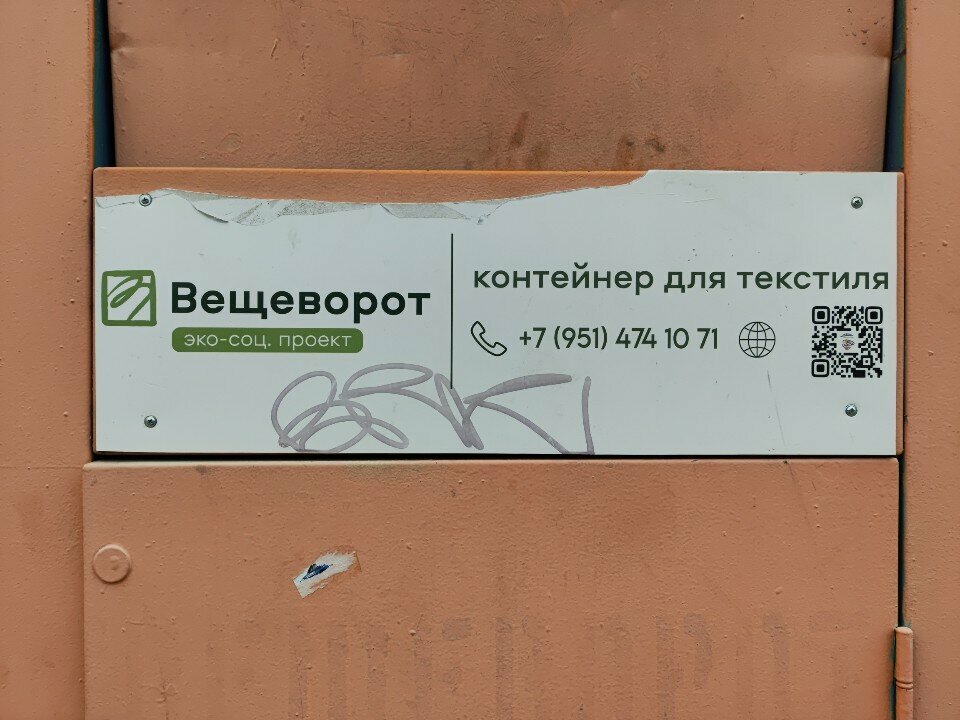 Вещеворот
эко-соц. проект
контейнер для текстиля
+7 (951) 474 10 71